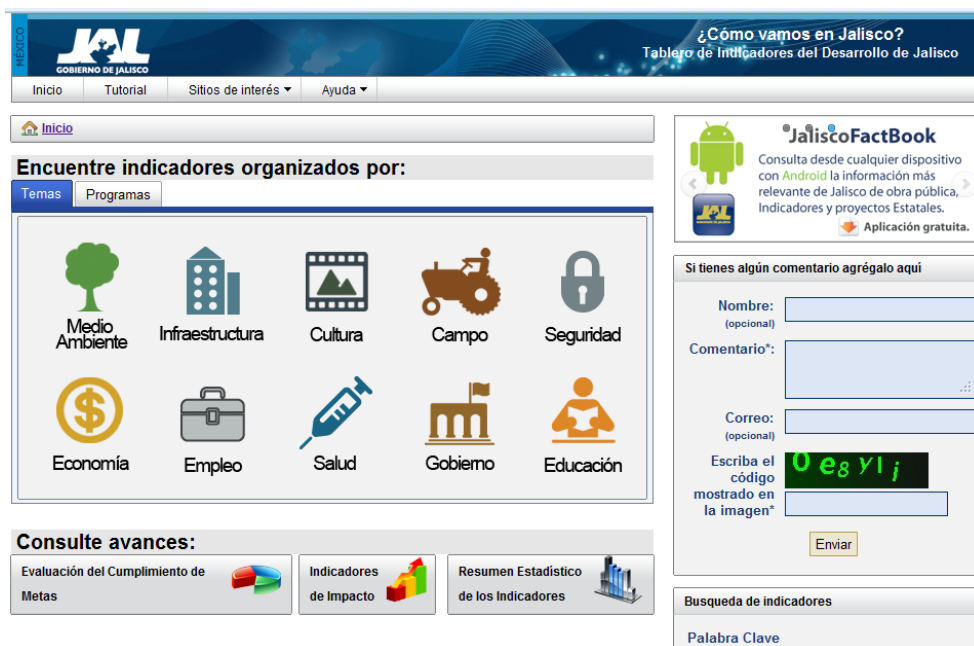 MÉXICO
JAL
GOBIERNO DE JALISCO
¿Cómo vamos en Jalisco?
Tablero de Indicadores del Desarrollo de Jalisco
Inicio Tutorial Sitios de interés Ayuda
Inicio
Encuentre indicadores organizados por:
Temas Programas
Medio
Ambiente
Infraestructura
Cultura
Campo
Seguridad
Economía
Empleo
Salud
Gobierno
Educación
Consulte avances:
Evaluación del Cumplimiento de
Metas
Indicadores
de Impacto
Resumen Estadístico
de los Indicadores
JaliscoFactBook
Consulta desde cualquier dispositivo
con Android la información más
relevante de Jalisco de obra pública,
Indicadores y proyectos Estatales.
Aplicación gratuita.
JAL
Si tienes algún comentario agrégalo aqui
Nombre:
(opcional)
Comentario*:
Correo:
(opcional)
Escriba el
código
mostrado en
la imagen*
Enviar
Busqueda de indicadores
Palabra Clave